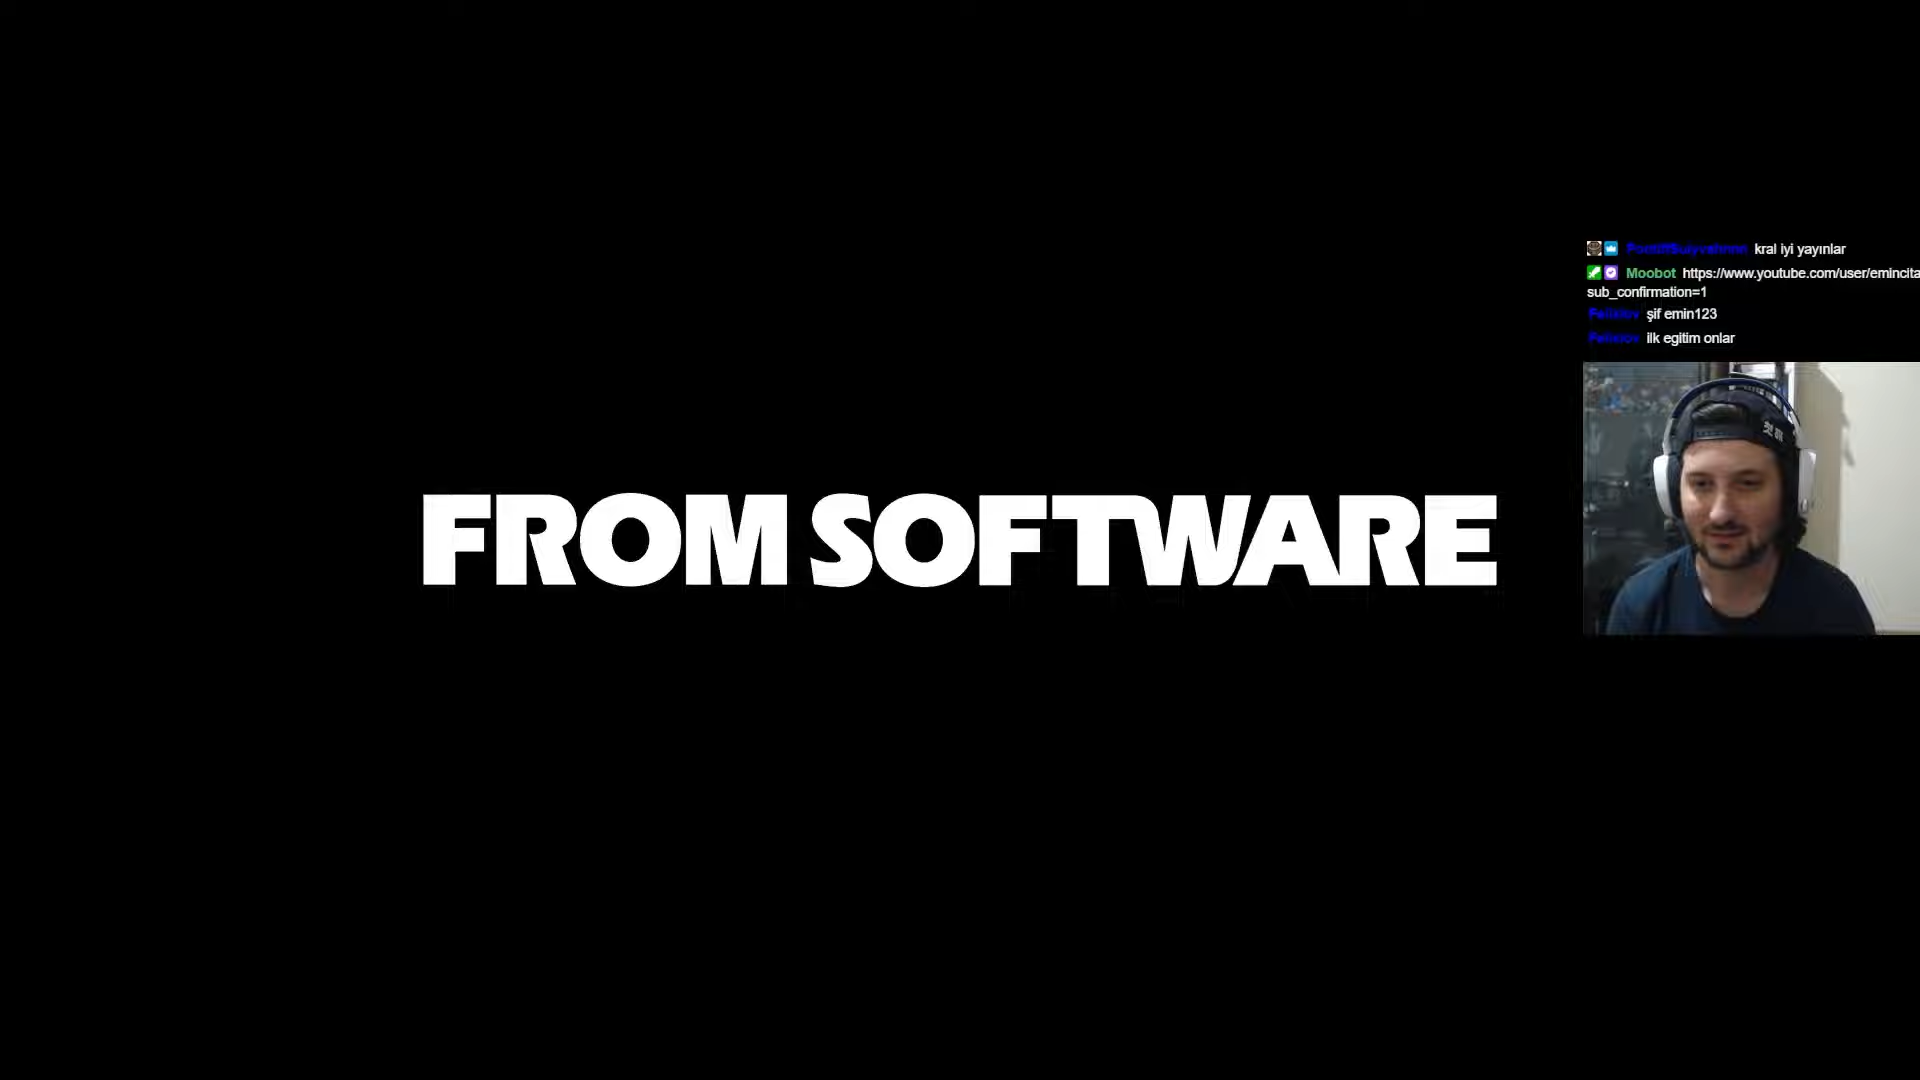 kral iyi yayınlar
Moobot https://www.youtube.com/user/emincita
sub_confirmation=1
şif emin123
ilk egitim onlar
FROM SOFTWARE